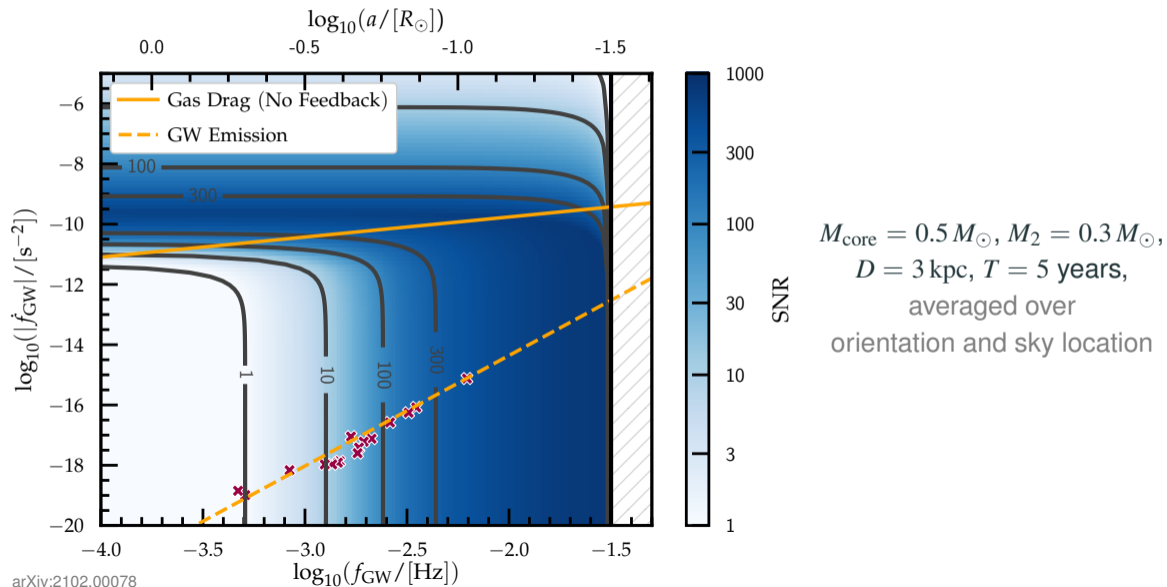 log₁₀(a/[R⊙])
0.0 -0.5 -1.0 -1.5
Gas Drag (No Feedback)
GW Emission
100
300
1
10
100
300
−6
−8
−10
−12
−14
−16
−18
−20
log₁₀(|ḟ_GW|/[s⁻²])
−4.0 −3.5 −3.0 −2.5 −2.0 −1.5
log₁₀(f_GW/[Hz])
1000
300
100
30
10
3
1
SNR
M_core = 0.5 M⊙, M₂ = 0.3 M⊙,
D = 3 kpc, T = 5 years,
averaged over
orientation and sky location
arXiv:2102.00078